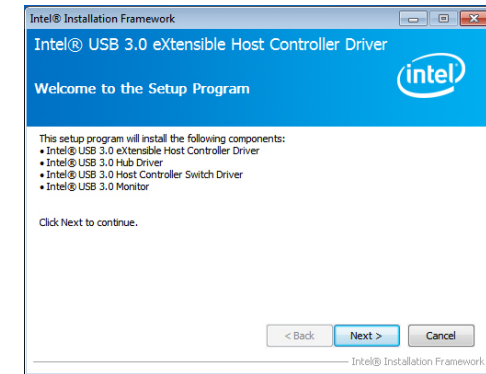 Intel® Installation Framework
Intel® USB 3.0 eXtensible Host Controller Driver
Welcome to the Setup Program
intel
This setup program will install the following components:
• Intel® USB 3.0 eXtensible Host Controller Driver
• Intel® USB 3.0 Hub Driver
• Intel® USB 3.0 Host Controller Switch Driver
• Intel® USB 3.0 Monitor
Click Next to continue.
< Back Next > Cancel
Intel® Installation Framework